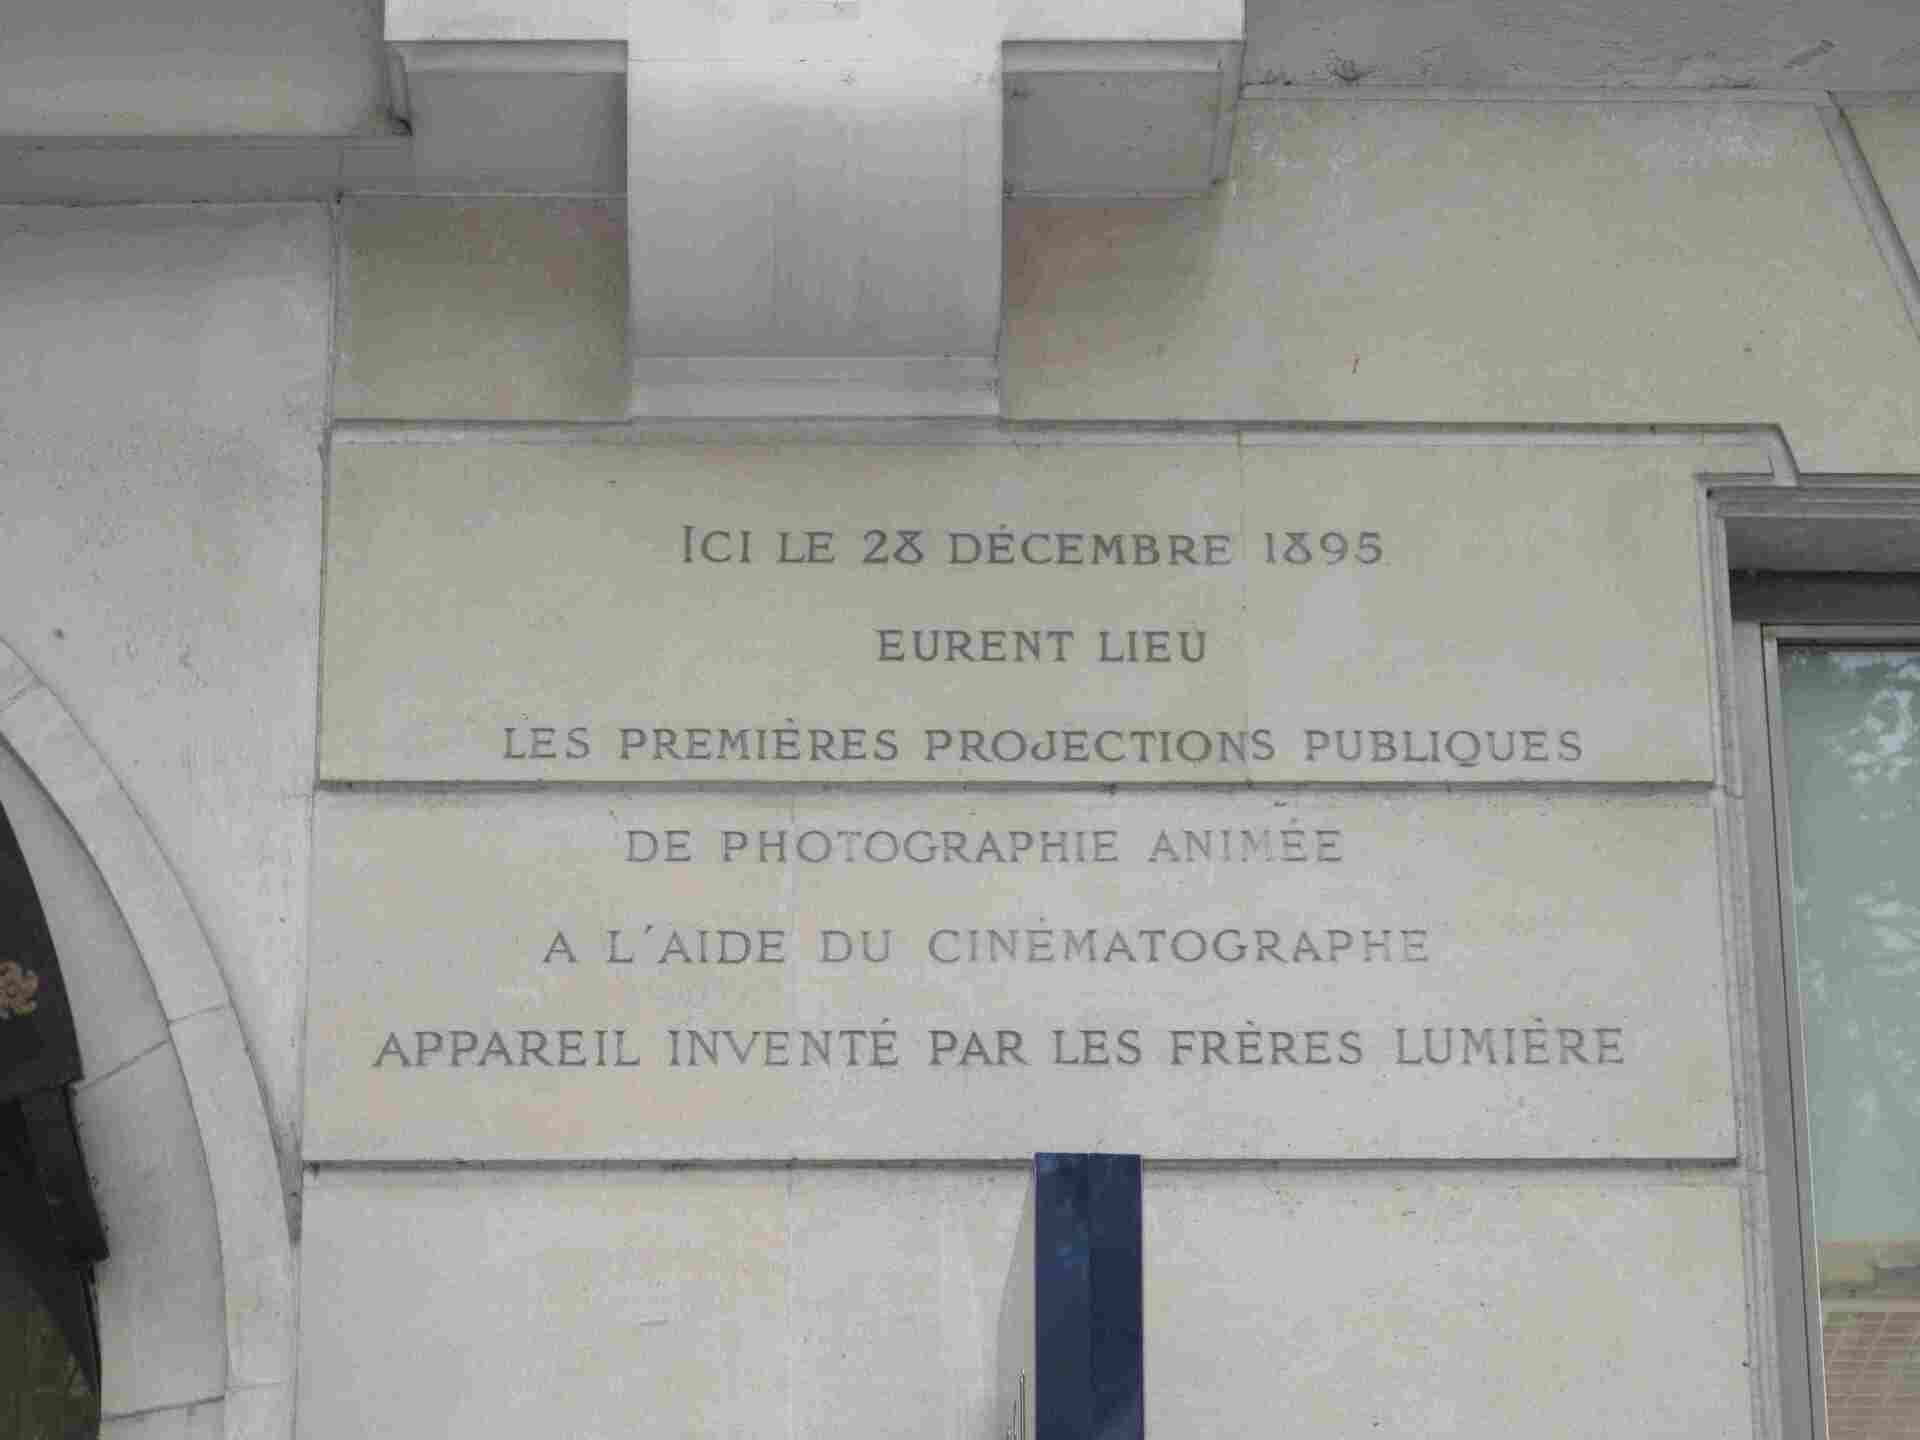 ICI LE 28 DÉCEMBRE 1895
EURENT LIEU
LES PREMIÈRES PROJECTIONS PUBLIQUES
DE PHOTOGRAPHIE ANIMÉE
A L'AIDE DU CINÉMATOGRAPHE
APPAREIL INVENTÉ PAR LES FRÈRES LUMIÈRE